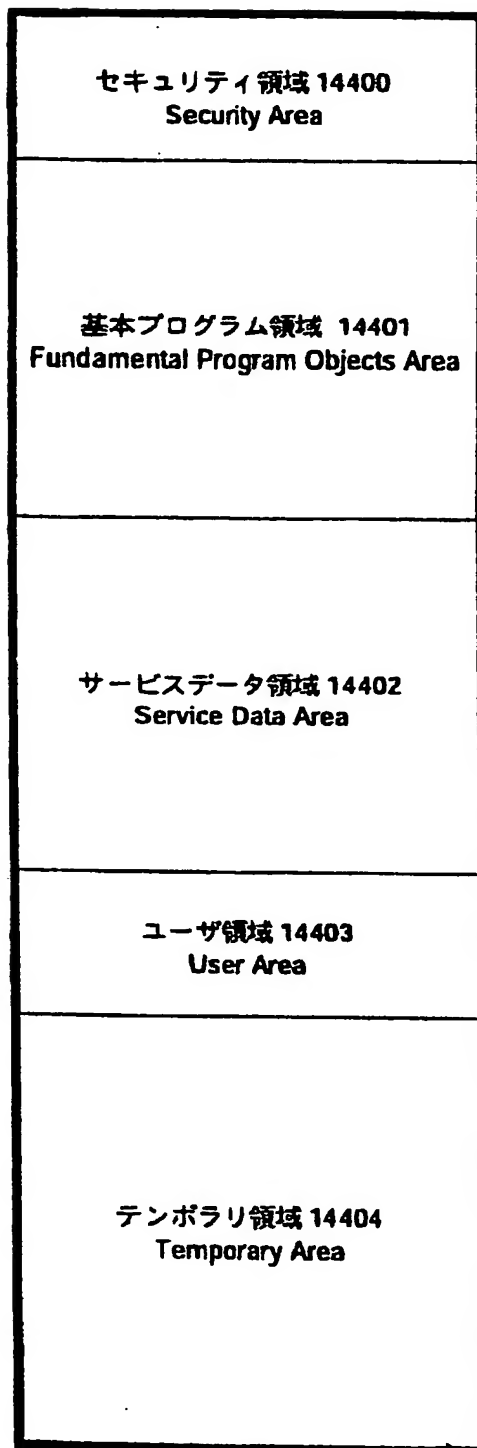 セキュリティ領域 14400
Security Area
基本プログラム領域 14401
Fundamental Program Objects Area
サービスデータ領域 14402
Service Data Area
ユーザ領域 14403
User Area
テンポラリ領域 14404
Temporary Area